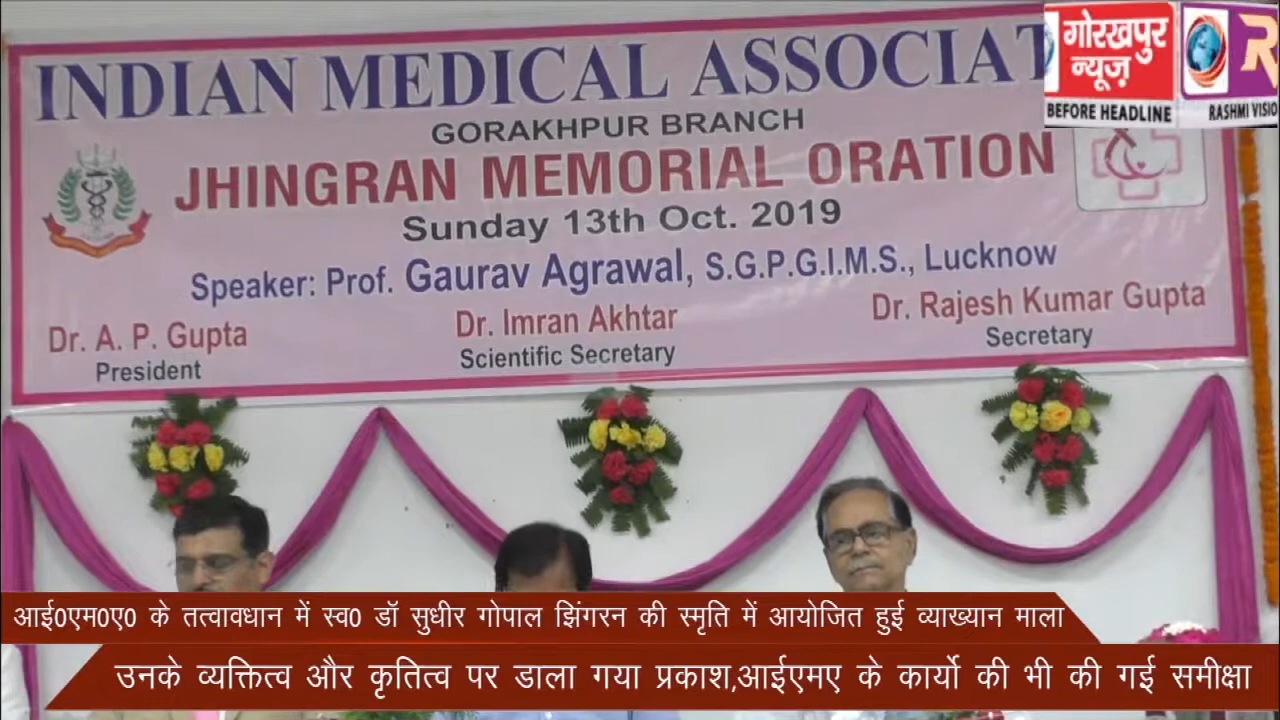 INDIAN MEDICAL ASSOCIAT
GORAKHPUR BRANCH
JHINGRAN MEMORIAL ORATION
Sunday 13th Oct. 2019
Speaker: Prof. Gaurav Agrawal, S.G.P.G.I.M.S., Lucknow
Dr. A. P. Gupta
President
Dr. Imran Akhtar
Scientific Secretary
Dr. Rajesh Kumar Gupta
Secretary
गोरखपुर
न्यूज़
BEFORE HEADLINE
R
RASHMI VISIO
आई0एम0ए0 के तत्वावधान में स्व0 डॉ सुधीर गोपाल झिंगरन की स्मृति में आयोजित हुई व्याख्यान माला
उनके व्यक्तित्व और कृतित्व पर डाला गया प्रकाश,आईएमए के कार्यो की भी की गई समीक्षा